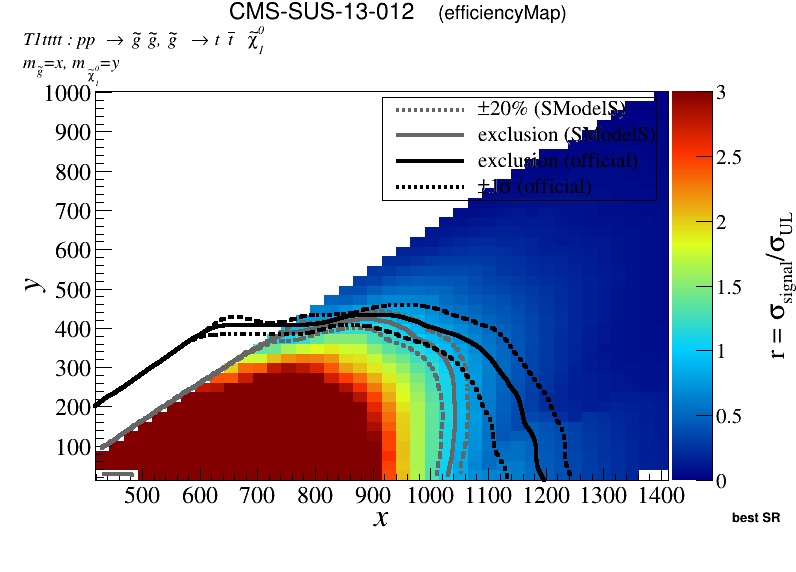 CMS-SUS-13-012 (efficiencyMap)
T1tttt : pp → g̃ g̃, g̃ → t t̄ χ̃⁰₁
m_g̃=x, m_χ̃⁰₁=y
±20% (SModelS)
exclusion (SModelS)
exclusion (official)
±1σ (official)
1000
900
800
700
600
500
400
300
200
100
y
500 600 700 800 900 1000 1100 1200 1300 1400
x
3
2.5
2
1.5
1
0.5
0
r = σ_signal/σ_UL
best SR